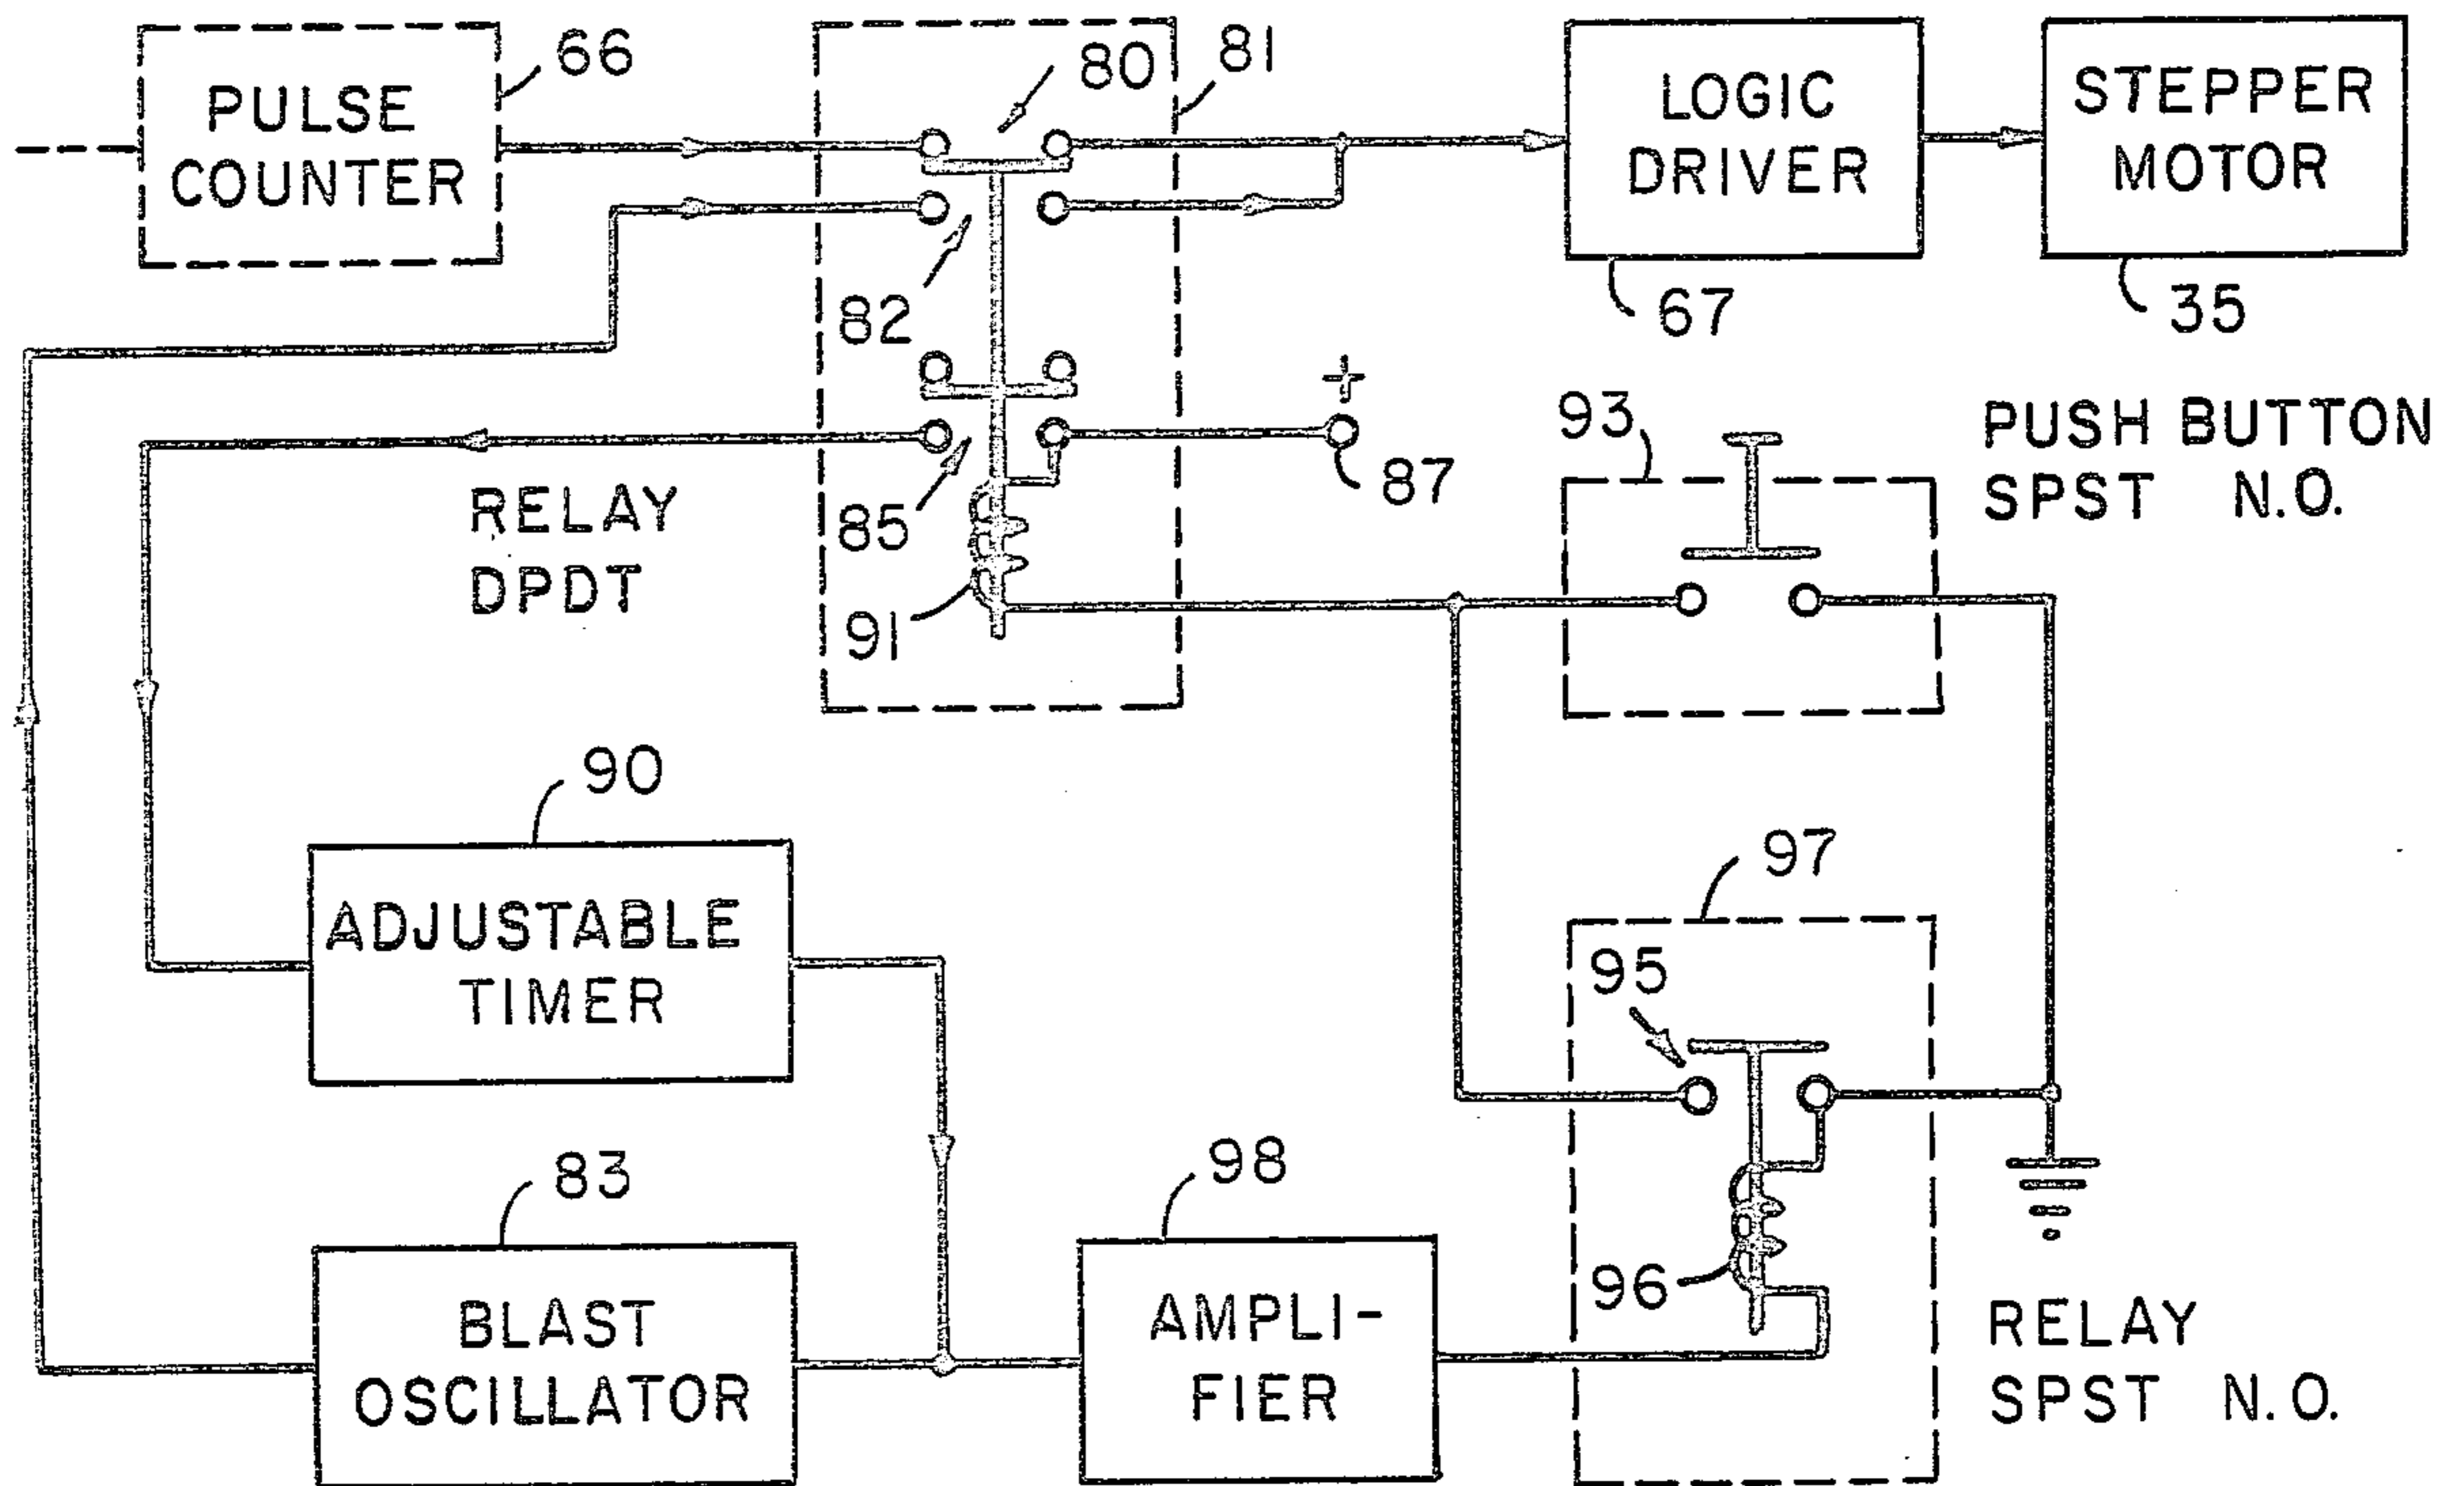 66
PULSE
COUNTER
80
81
LOGIC
DRIVER
67
STEPPER
MOTOR
35
82
+
87
85
RELAY
DPDT
91
93
PUSH BUTTON
SPST N.O.
90
ADJUSTABLE
TIMER
97
95
96
83
BLAST
OSCILLATOR
98
AMPLI-
FIER
RELAY
SPST N.O.